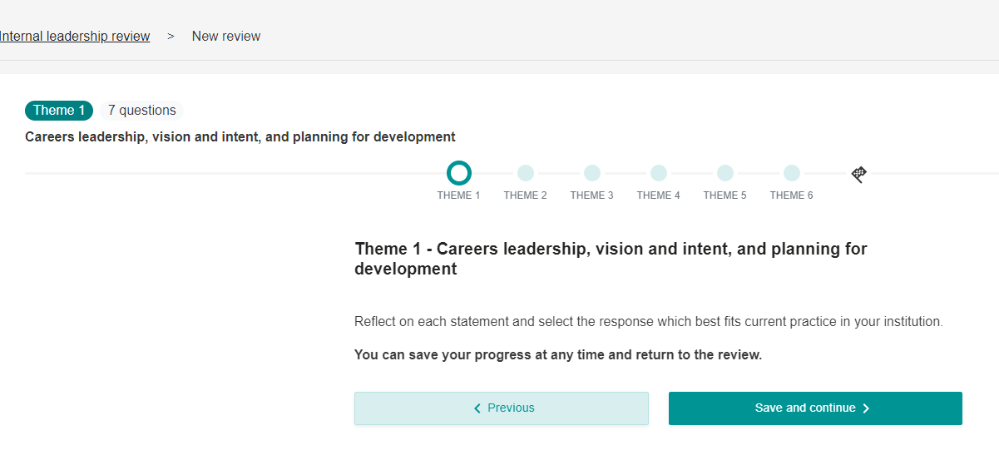 Internal leadership review > New review
Theme 1 7 questions
Careers leadership, vision and intent, and planning for development
THEME 1 THEME 2 THEME 3 THEME 4 THEME 5 THEME 6
Theme 1 - Careers leadership, vision and intent, and planning for
development
Reflect on each statement and select the response which best fits current practice in your institution.
You can save your progress at any time and return to the review.
Previous Save and continue